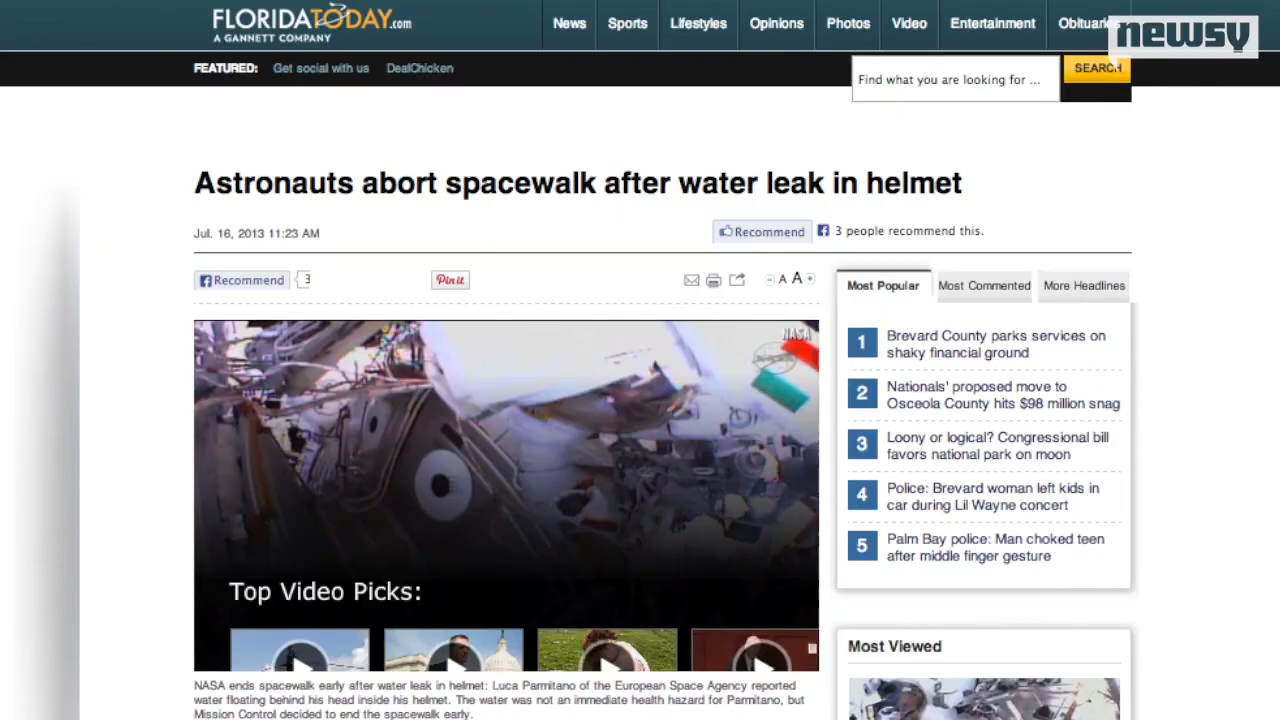 FLORIDATODAY.com
A GANNETT COMPANY
News Sports Lifestyles Opinions Photos Video Entertainment Obituaries
newsy
FEATURED: Get social with us DealChicken
Find what you are looking for ...
SEARCH
Astronauts abort spacewalk after water leak in helmet
Jul. 16, 2013 11:23 AM
Recommend
3 people recommend this.
Recommend 3
Pin it
- A A +
Most Popular Most Commented More Headlines
NASA
1 Brevard County parks services on
shaky financial ground
2 Nationals' proposed move to
Osceola County hits $98 million snag
3 Loony or logical? Congressional bill
favors national park on moon
4 Police: Brevard woman left kids in
car during Lil Wayne concert
5 Palm Bay police: Man choked teen
after middle finger gesture
Top Video Picks:
Most Viewed
NASA ends spacewalk early after water leak in helmet: Luca Parmitano of the European Space Agency reported
water floating behind his head inside his helmet. The water was not an immediate health hazard for Parmitano, but
Mission Control decided to end the spacewalk early.